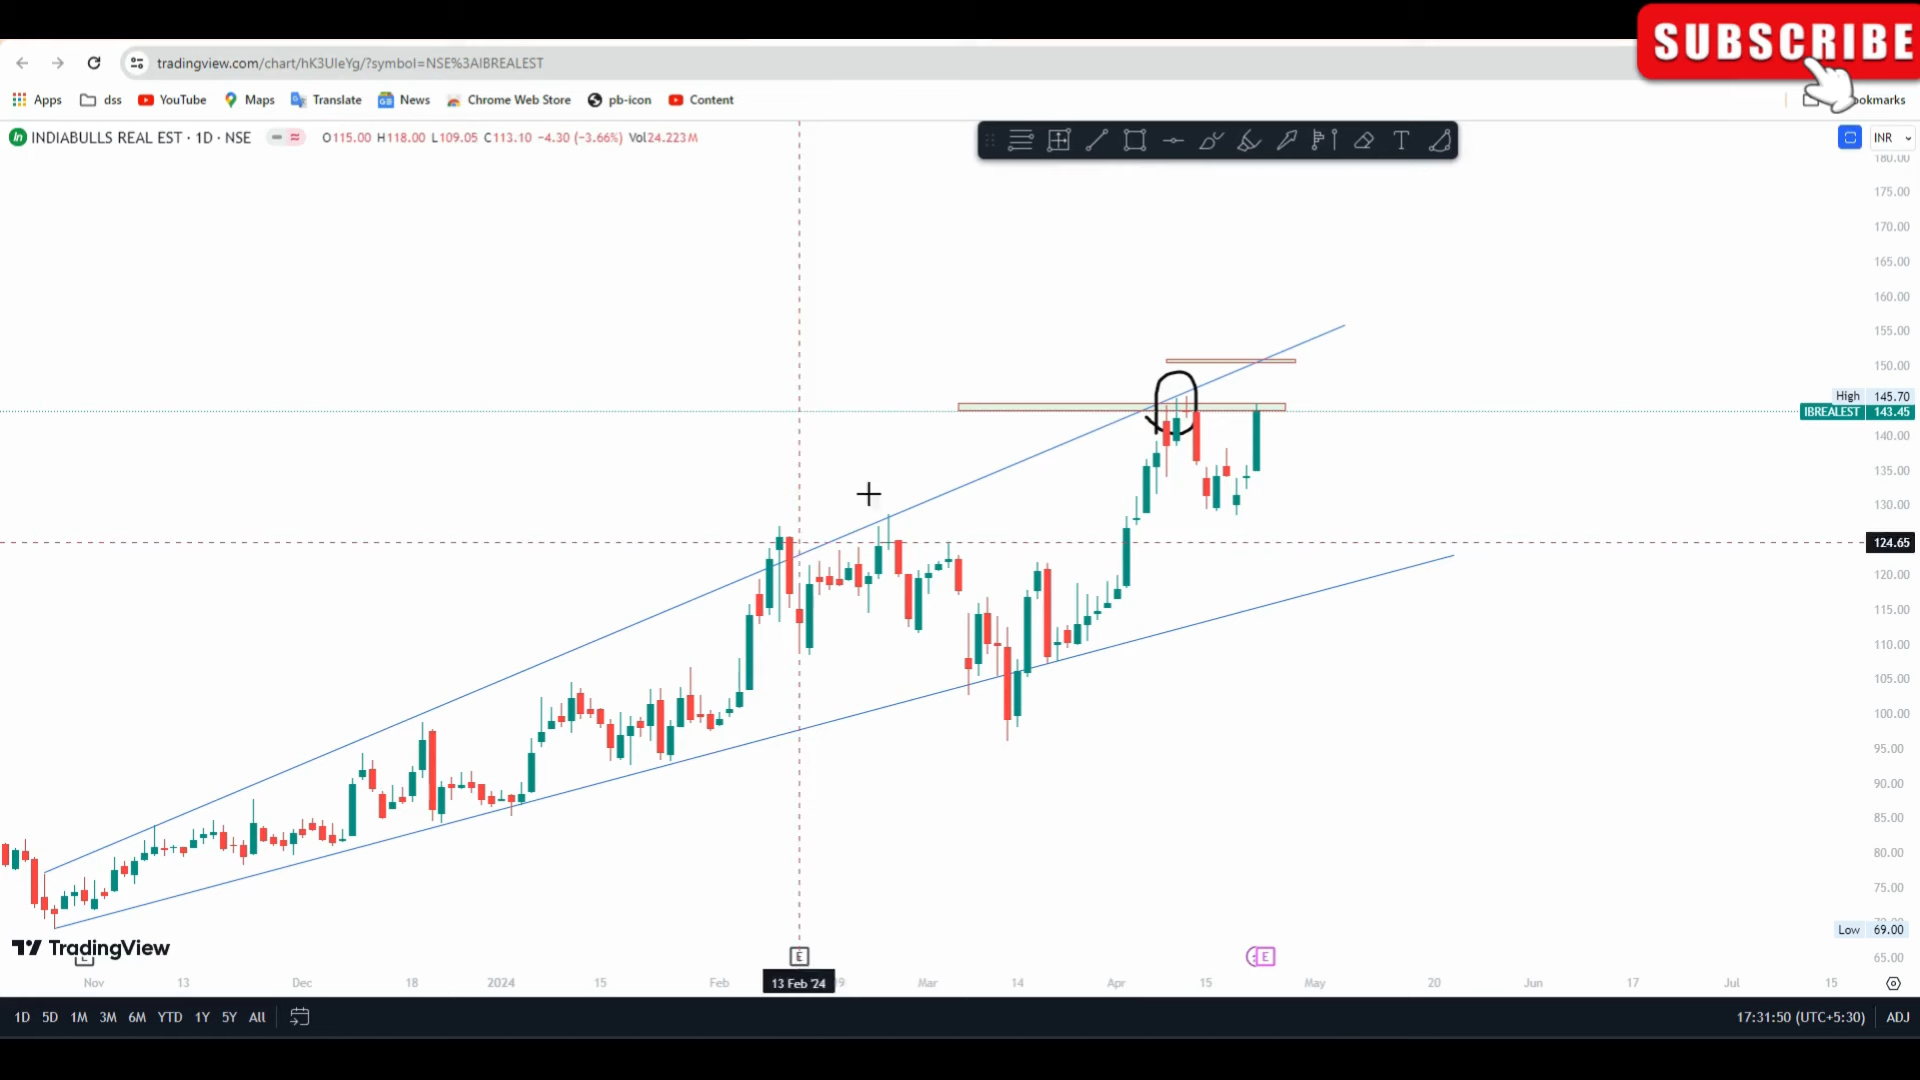 SUBSCRIBE
tradingview.com/chart/hK3UIeYg/?symbol=NSE%3AIBREALEST
Apps dss YouTube Maps Translate News Chrome Web Store pb-icon Content
INDIABULLS REAL EST · 1D · NSE O115.00 H118.00 L109.05 C113.10 −4.30 (−3.66%) Vol24.223M
INR
180.00
175.00
170.00
165.00
160.00
155.00
150.00
High 145.70
IBREALEST 143.45
140.00
135.00
130.00
124.65
120.00
115.00
110.00
105.00
100.00
95.00
90.00
85.00
80.00
75.00
Low 69.00
65.00
TradingView
E E
Nov 13 Dec 18 2024 15 Feb 13 Feb '24 Mar 14 Apr 15 May 20 Jun 17 Jul 15
1D 5D 1M 3M 6M YTD 1Y 5Y All 17:31:50 (UTC+5:30) ADJ